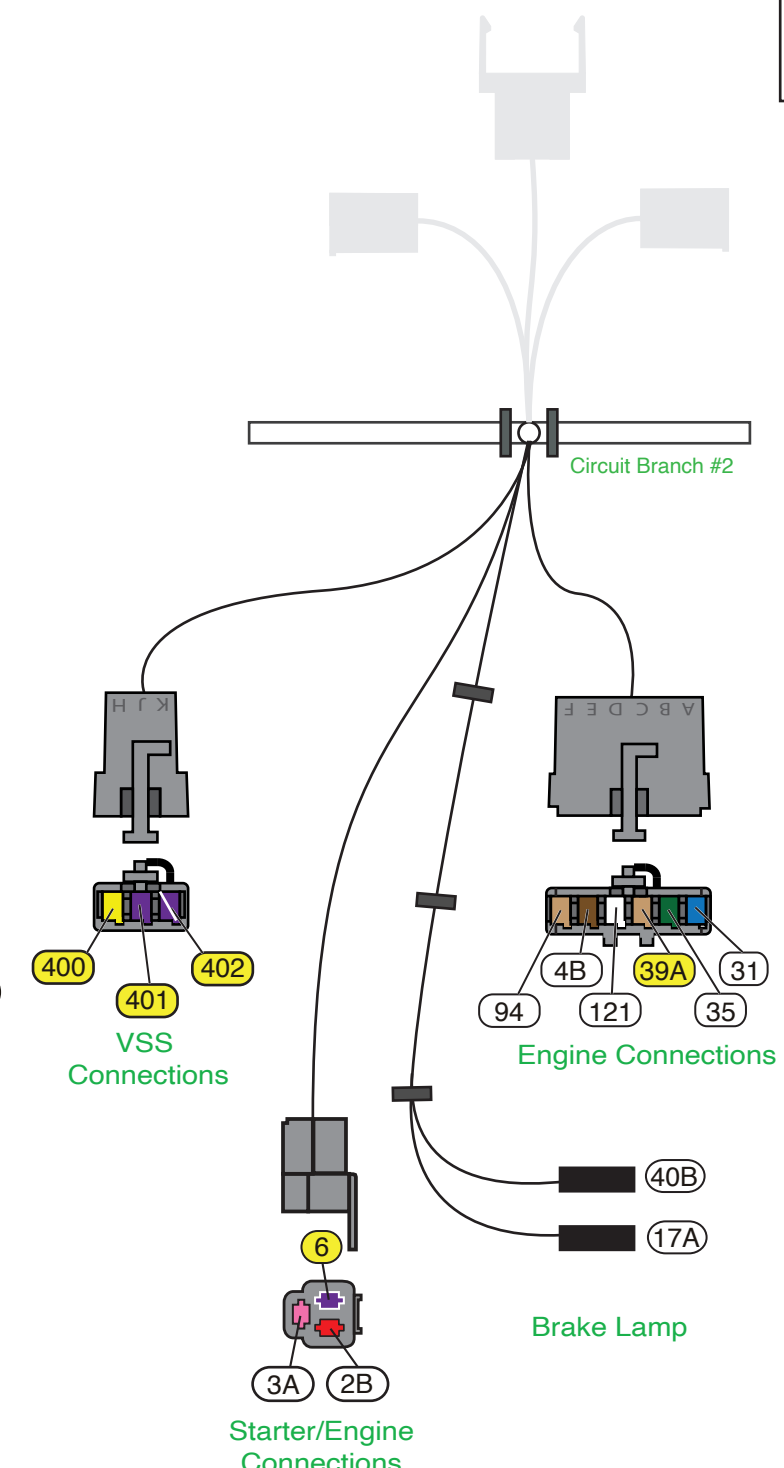 Circuit Branch #2
H J K
F E D C B A
400
401
402
VSS
Connections
94
4B
121
39A
35
31
Engine Connections
40B
17A
Brake Lamp
6
3A
2B
Starter/Engine
Connections